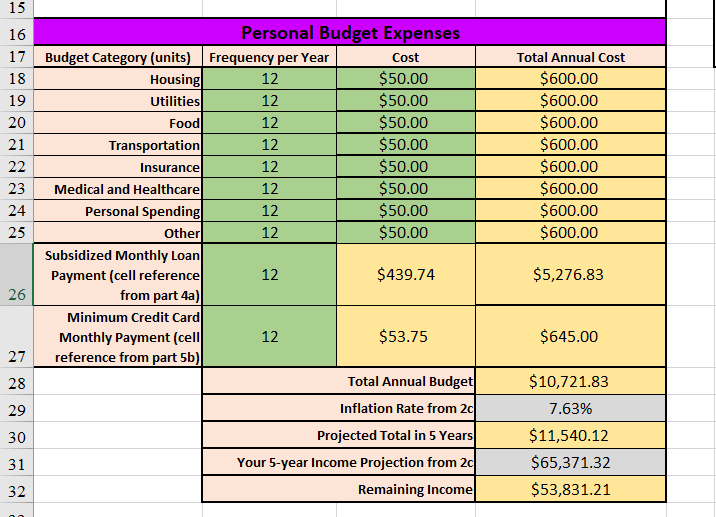 15
16 Personal Budget Expenses
17 Budget Category (units) Frequency per Year Cost Total Annual Cost
18 Housing 12 $50.00 $600.00
19 Utilities 12 $50.00 $600.00
20 Food 12 $50.00 $600.00
21 Transportation 12 $50.00 $600.00
22 Insurance 12 $50.00 $600.00
23 Medical and Healthcare 12 $50.00 $600.00
24 Personal Spending 12 $50.00 $600.00
25 Other 12 $50.00 $600.00
Subsidized Monthly Loan
Payment (cell reference 12 $439.74 $5,276.83
26 from part 4a)
Minimum Credit Card
Monthly Payment (cell 12 $53.75 $645.00
27 reference from part 5b)
28 Total Annual Budget $10,721.83
29 Inflation Rate from 2c 7.63%
30 Projected Total in 5 Years $11,540.12
31 Your 5-year Income Projection from 2c $65,371.32
32 Remaining Income $53,831.21